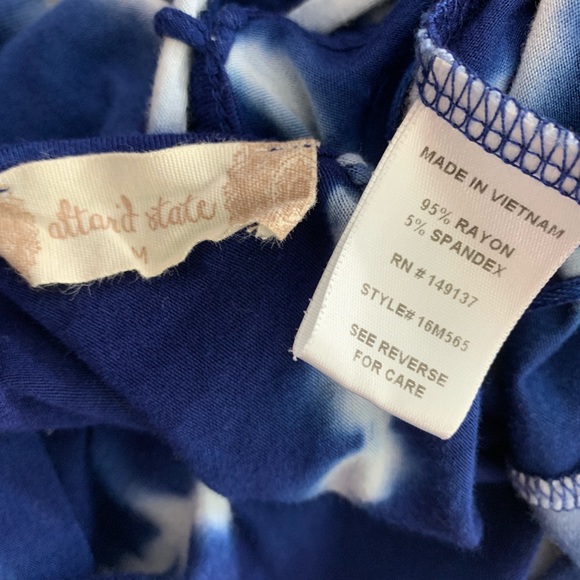 altar'd state
M
MADE IN VIETNAM
95% RAYON
5% SPANDEX
RN # 149137
STYLE# 16M565
SEE REVERSE
FOR CARE